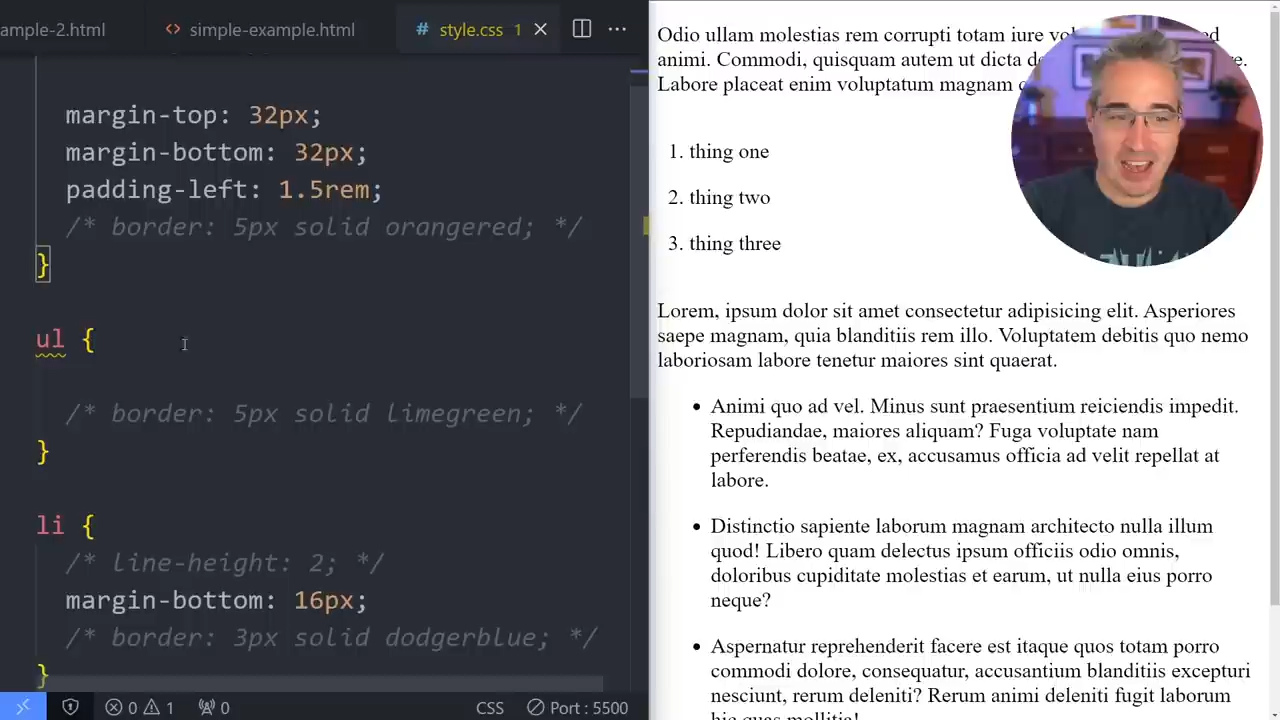 ample-2.html
<> simple-example.html
# style.css 1
margin-top: 32px;
margin-bottom: 32px;
padding-left: 1.5rem;
/* border: 5px solid orangered; */
}
ul {
/* border: 5px solid limegreen; */
}
li {
/* line-height: 2; */
margin-bottom: 16px;
/* border: 3px solid dodgerblue; */
}
0 1 0 CSS Port : 5500
Odio ullam molestias rem corrupti totam iure
animi. Commodi, quisquam autem ut dicta
Labore placeat enim voluptatum magnam
1. thing one
2. thing two
3. thing three
Lorem, ipsum dolor sit amet consectetur adipisicing elit. Asperiores
saepe magnam, quia blanditiis rem illo. Voluptatem debitis quo nemo
laboriosam labore tenetur maiores sint quaerat.
• Animi quo ad vel. Minus sunt praesentium reiciendis impedit.
Repudiandae, maiores aliquam? Fuga voluptate nam
perferendis beatae, ex, accusamus officia ad velit repellat at
labore.
• Distinctio sapiente laborum magnam architecto nulla illum
quod! Libero quam delectus ipsum officiis odio omnis,
doloribus cupiditate molestias et earum, ut nulla eius porro
neque?
• Aspernatur reprehenderit facere est itaque quos totam porro
commodi dolore, consequatur, accusantium blanditiis excepturi
nesciunt, rerum deleniti? Rerum animi deleniti fugit laborum
hic quas mollitia!